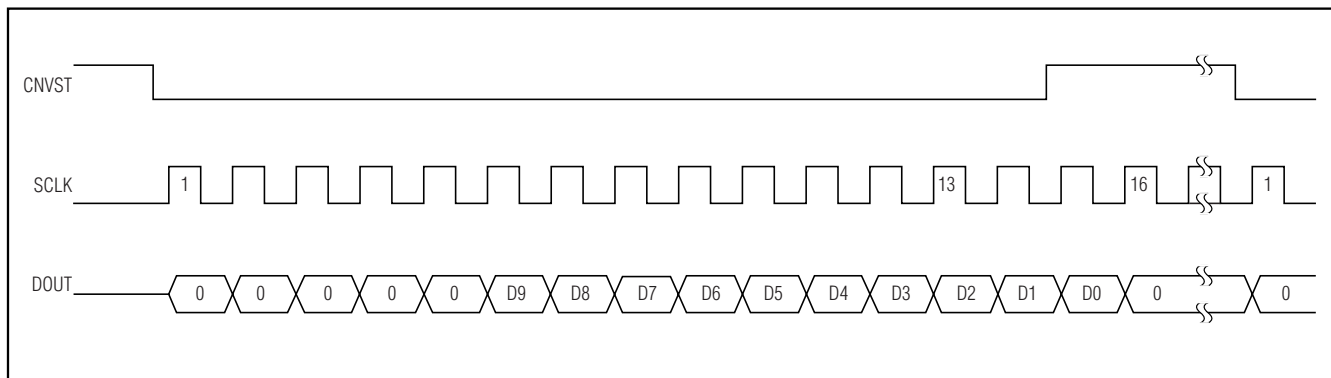 CNVST
SCLK 1 13 16 1
DOUT 0 0 0 0 0 D9 D8 D7 D6 D5 D4 D3 D2 D1 D0 0 0